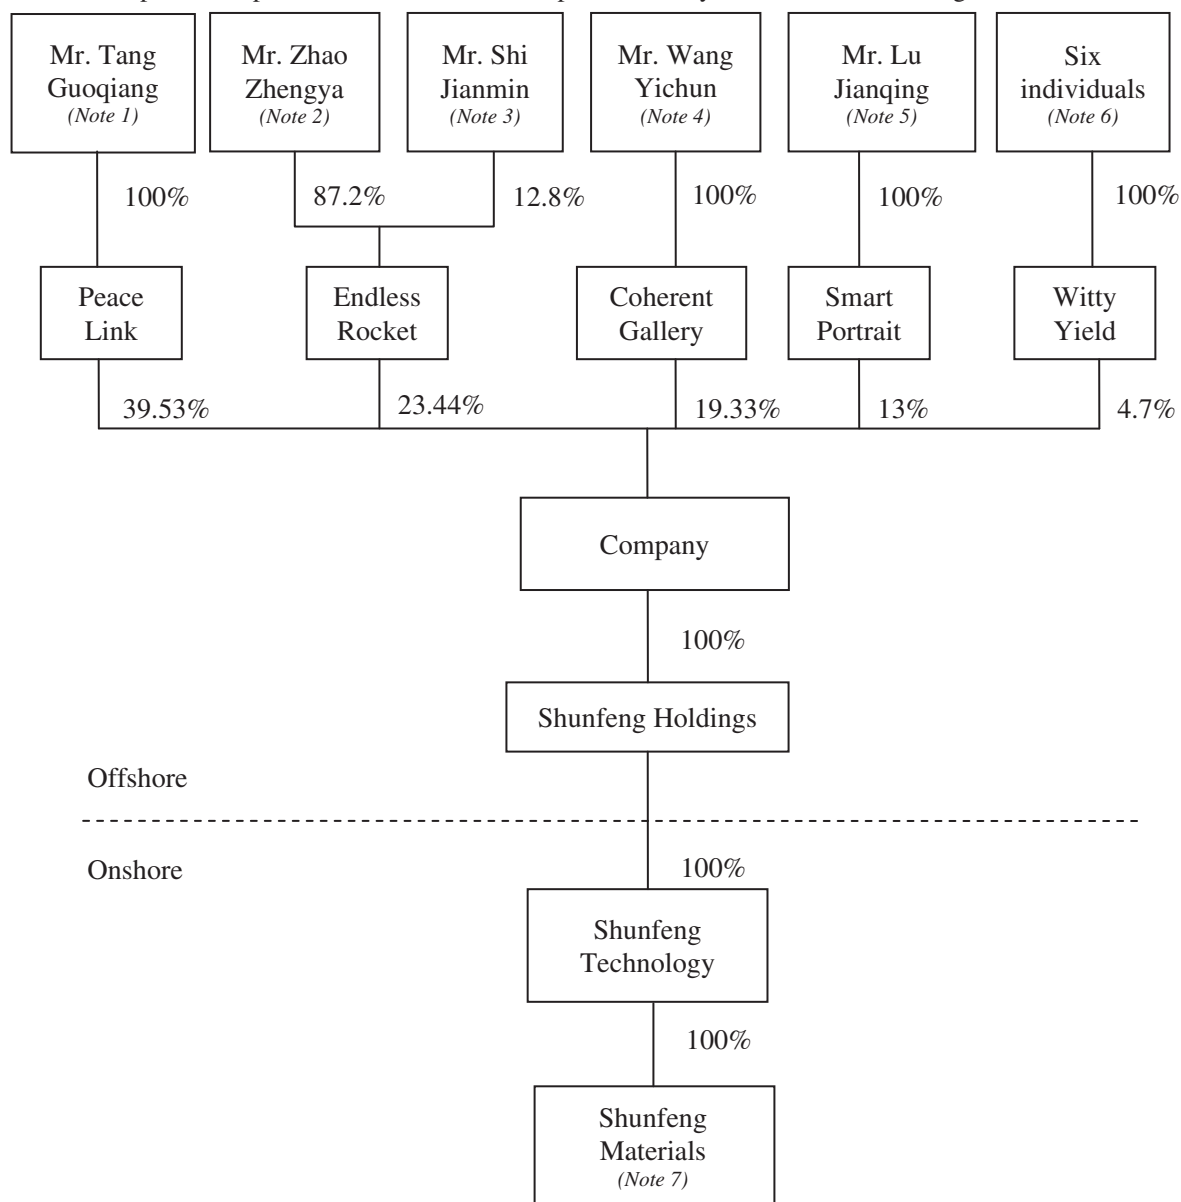 Mr. Tang
Guoqiang
(Note 1)
Mr. Zhao
Zhengya
(Note 2)
Mr. Shi
Jianmin
(Note 3)
Mr. Wang
Yichun
(Note 4)
Mr. Lu
Jianqing
(Note 5)
Six
individuals
(Note 6)
100%
87.2%
12.8%
100%
100%
100%
Peace
Link
Endless
Rocket
Coherent
Gallery
Smart
Portrait
Witty
Yield
39.53%
23.44%
19.33%
13%
4.7%
Company
100%
Shunfeng Holdings
Offshore
Onshore
100%
Shunfeng
Technology
100%
Shunfeng
Materials
(Note 7)